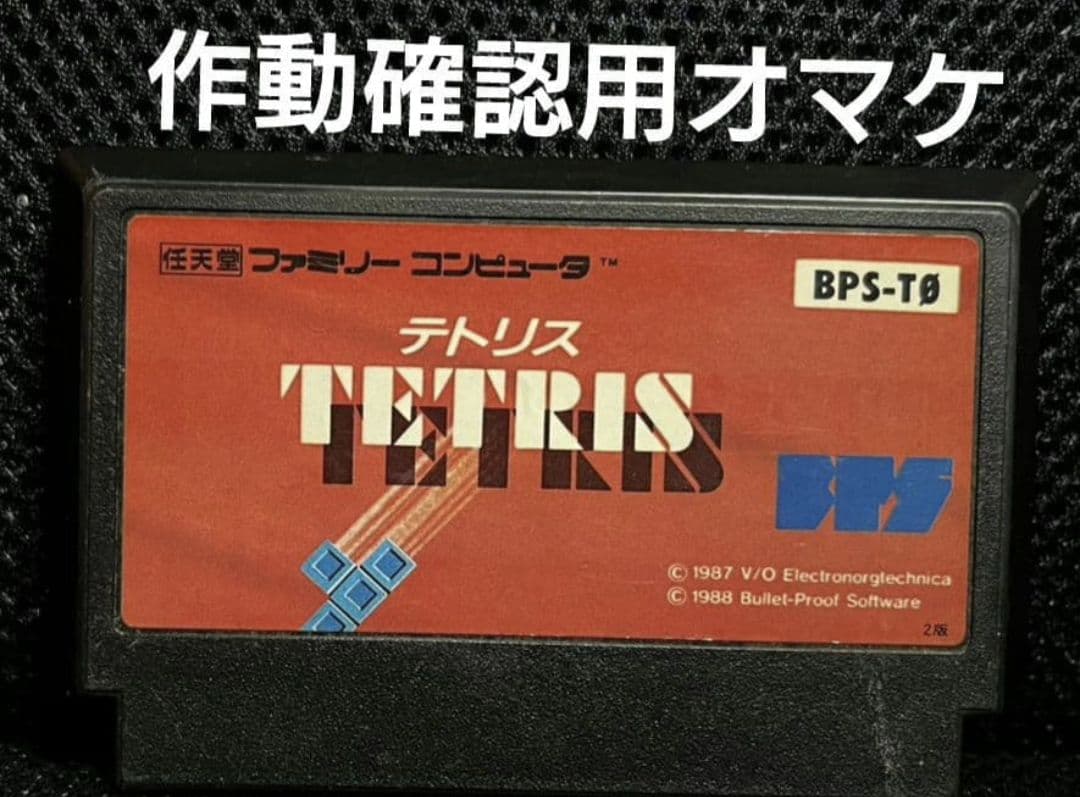 作動確認用オマケ
任天堂 ファミリー コンピュータ™
BPS-TØ
テトリス
TETRIS
TETRIS
BPS
© 1987 V/O Electronorgtechnica
© 1988 Bullet-Proof Software
2版